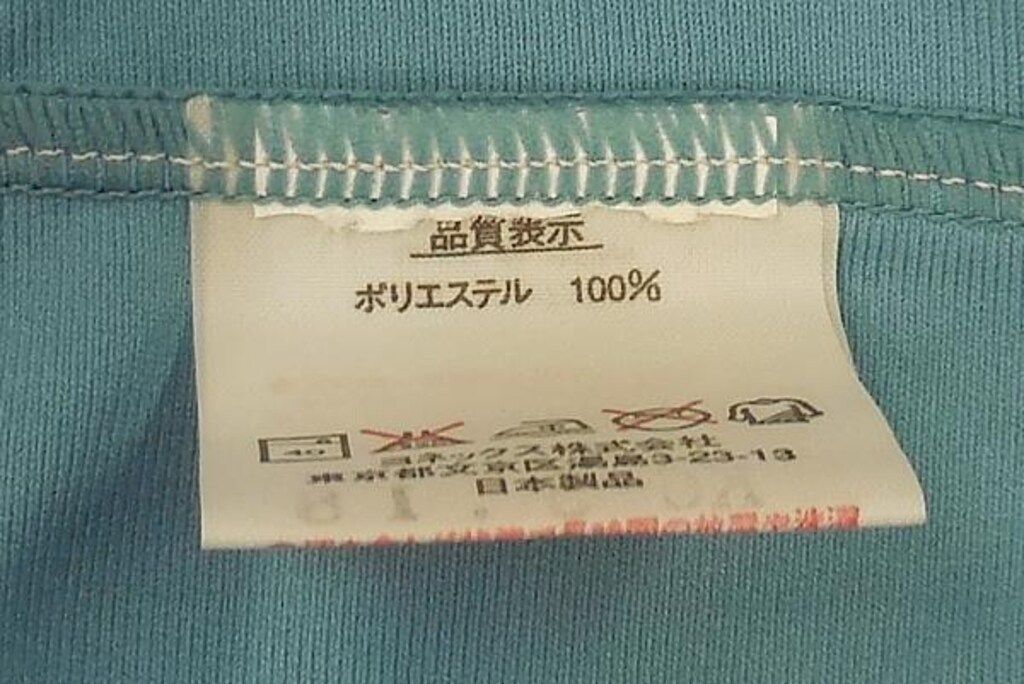 品質表示
ポリエステル 100%
40
ヨネックス株式会社
東京都文京区湯島3-23-13
日本製品